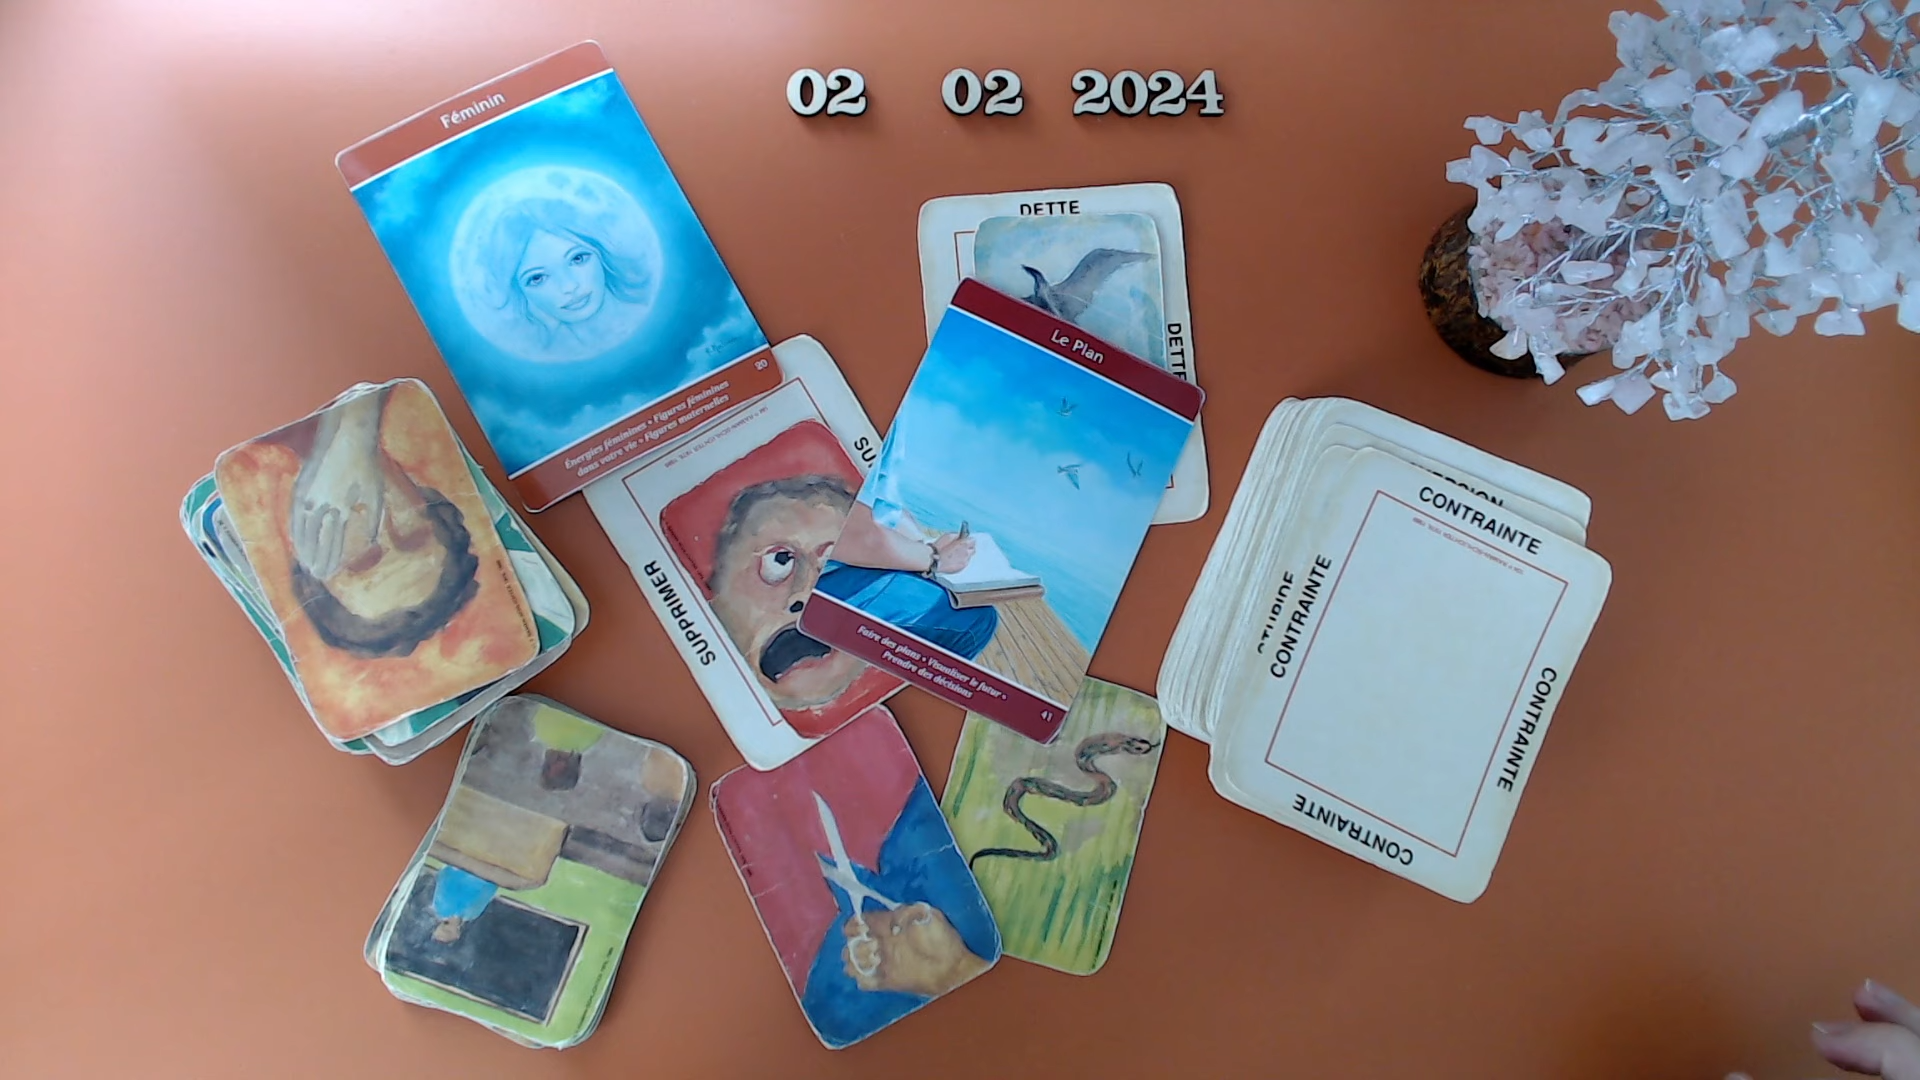 02 02 2024
Féminin
20
Énergies féminines • Figures féminines
dans votre vie • Figures maternelles
DETTE
DETTE
Le Plan
Faire des plans • Visualiser le futur •
Prendre des décisions
41
SUPPRIMER
SUS
CONTRAINTE
CONTRAINTE
CONTRAINTE
CONTRAINTE